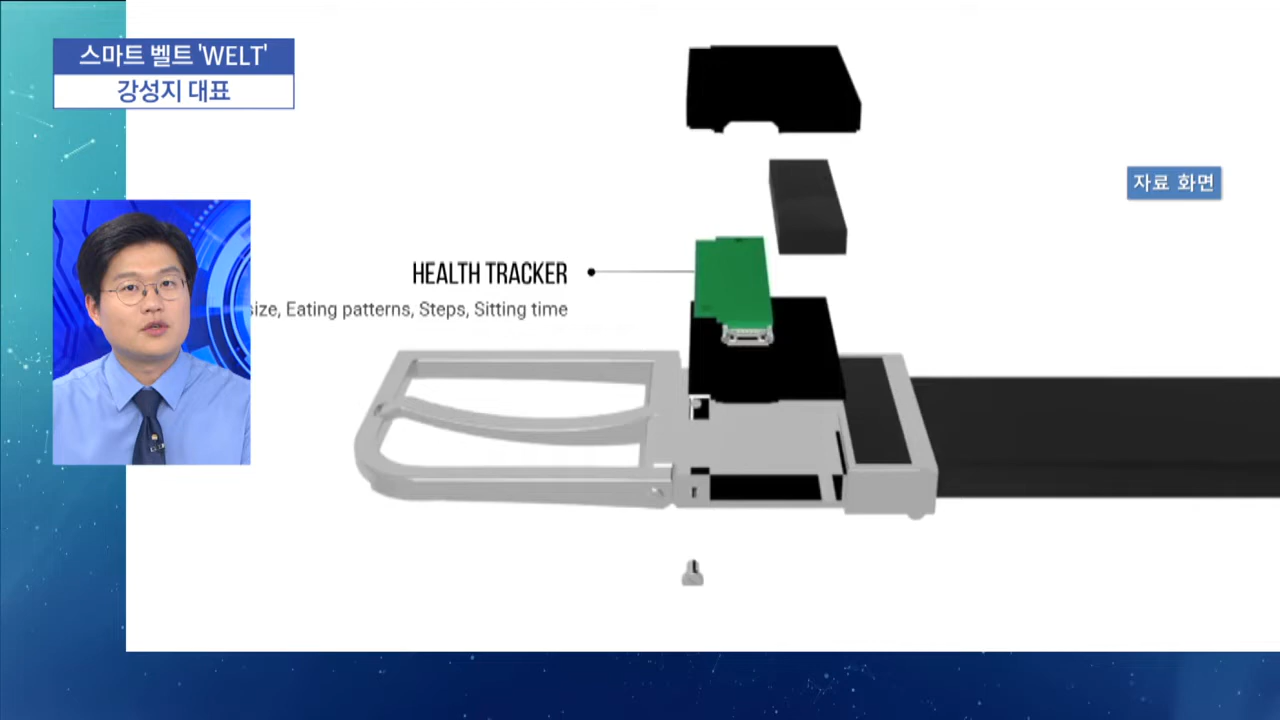 스마트 벨트 'WELT'
강성지 대표
자료 화면
HEALTH TRACKER
Eating patterns, Steps, Sitting time